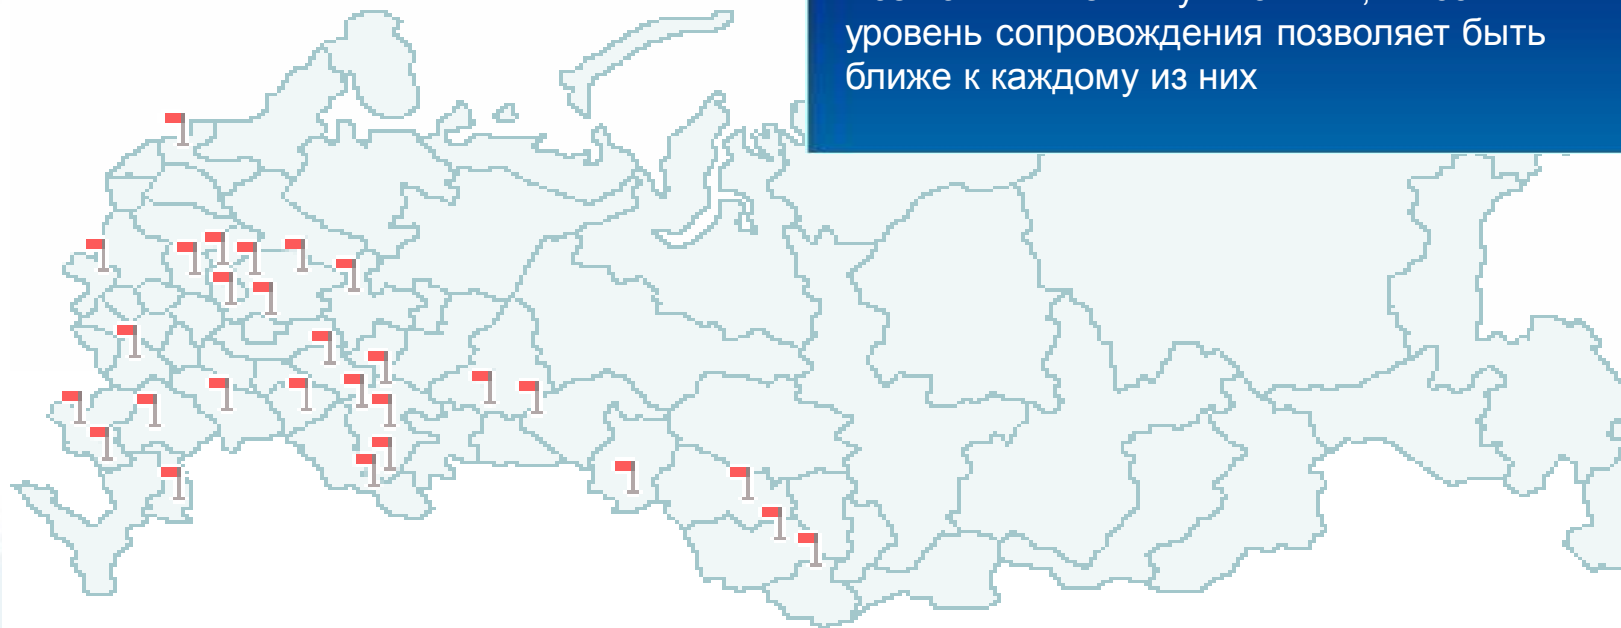 уровень сопровождения позволяет быть
ближе к каждому из них